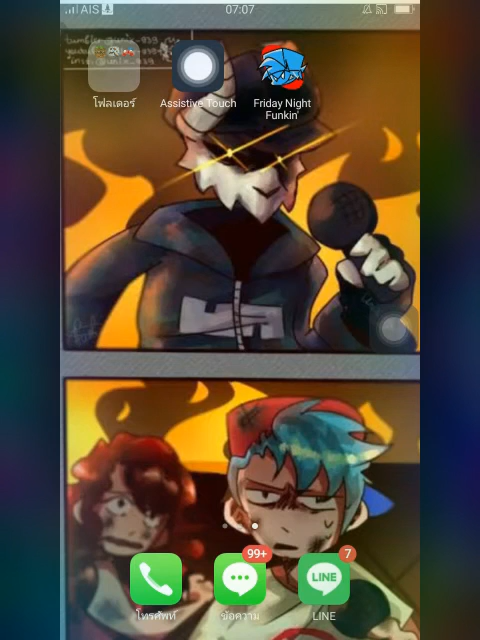 AIS
07:07
โฟลเดอร์
Assistive Touch
Friday Night
Funkin'
99+
7
LINE
โทรศัพท์
ข้อความ
LINE